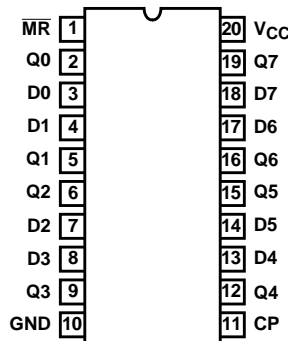 M̅R̅ 1 20 VCC
Q0 2 19 Q7
D0 3 18 D7
D1 4 17 D6
Q1 5 16 Q6
Q2 6 15 Q5
D2 7 14 D5
D3 8 13 D4
Q3 9 12 Q4
GND 10 11 CP